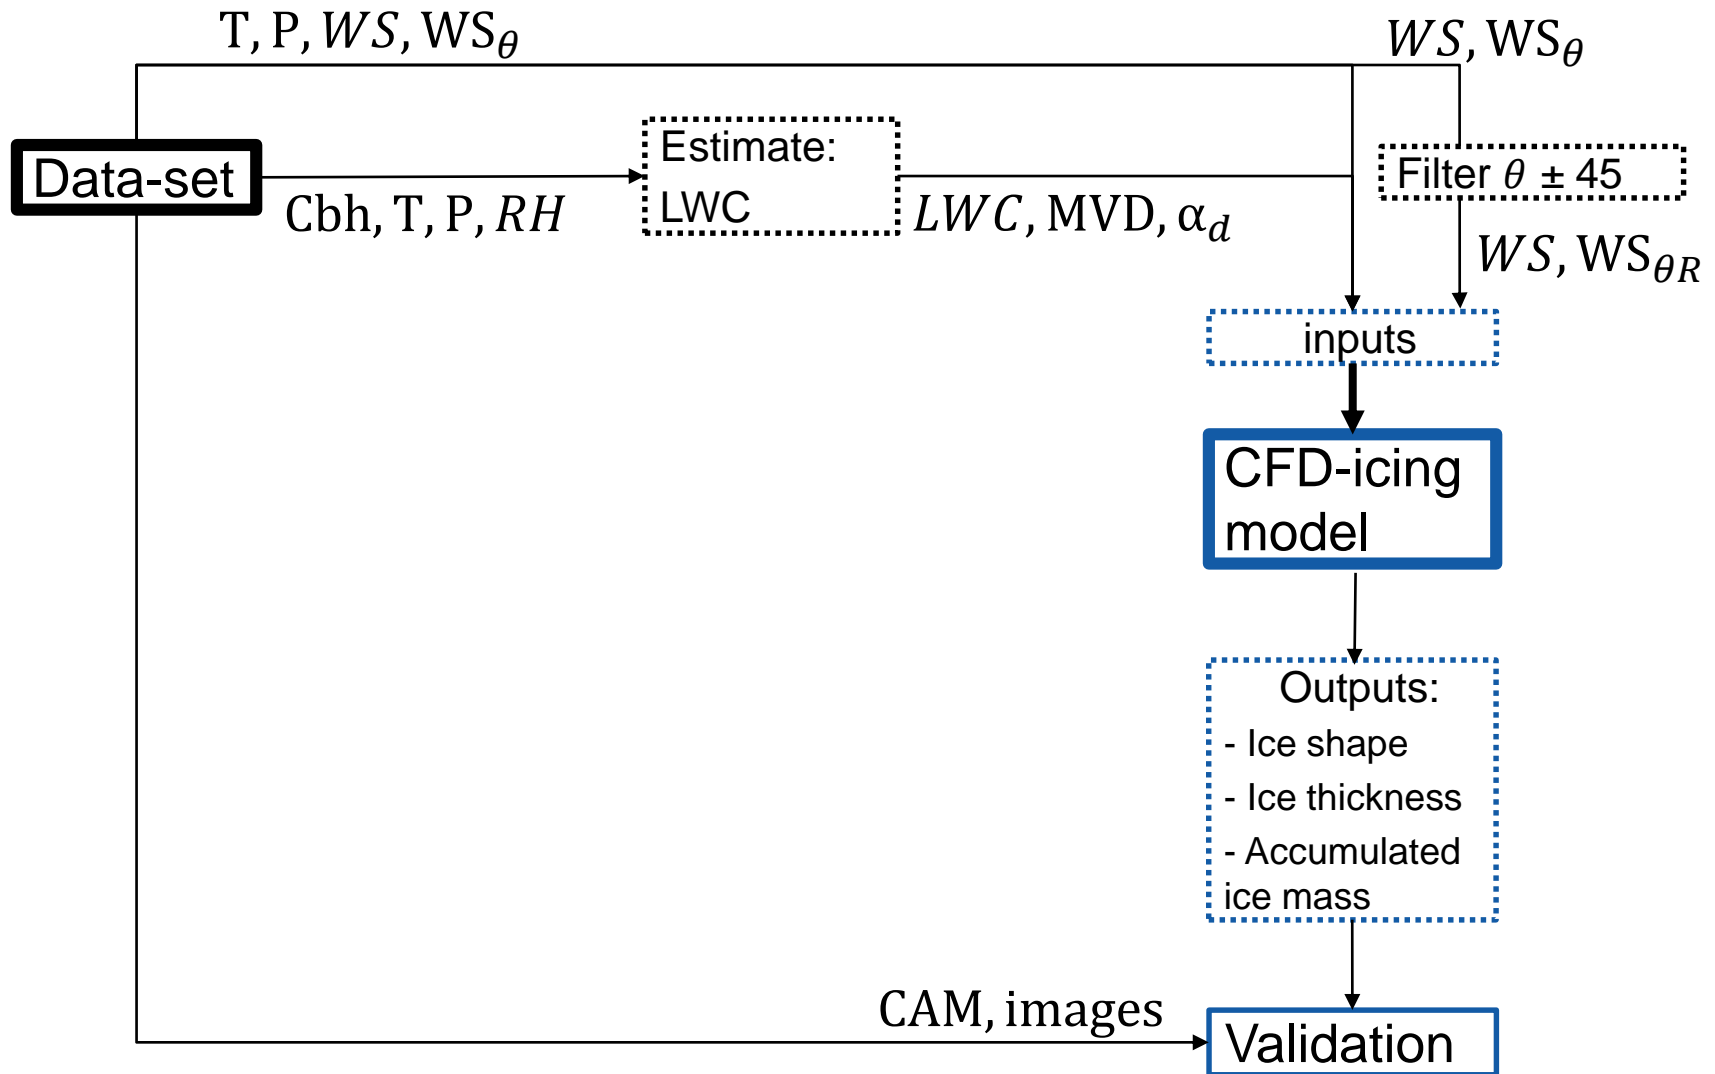 T, P, WS, WS_θ
WS, WS_θ
Data-set
Estimate:
LWC
Filter θ ± 45
Cbh, T, P, RH
LWC, MVD, α_d
WS, WS_θR
inputs
CFD-icing
model
Outputs:
- Ice shape
- Ice thickness
- Accumulated
ice mass
CAM, images
Validation